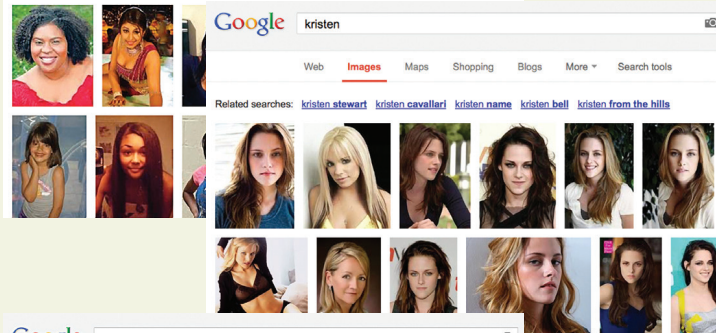 Google kristen
Web Images Maps Shopping Blogs More Search tools
Related searches: kristen stewart kristen cavallari kristen name kristen bell kristen from the hills
Google